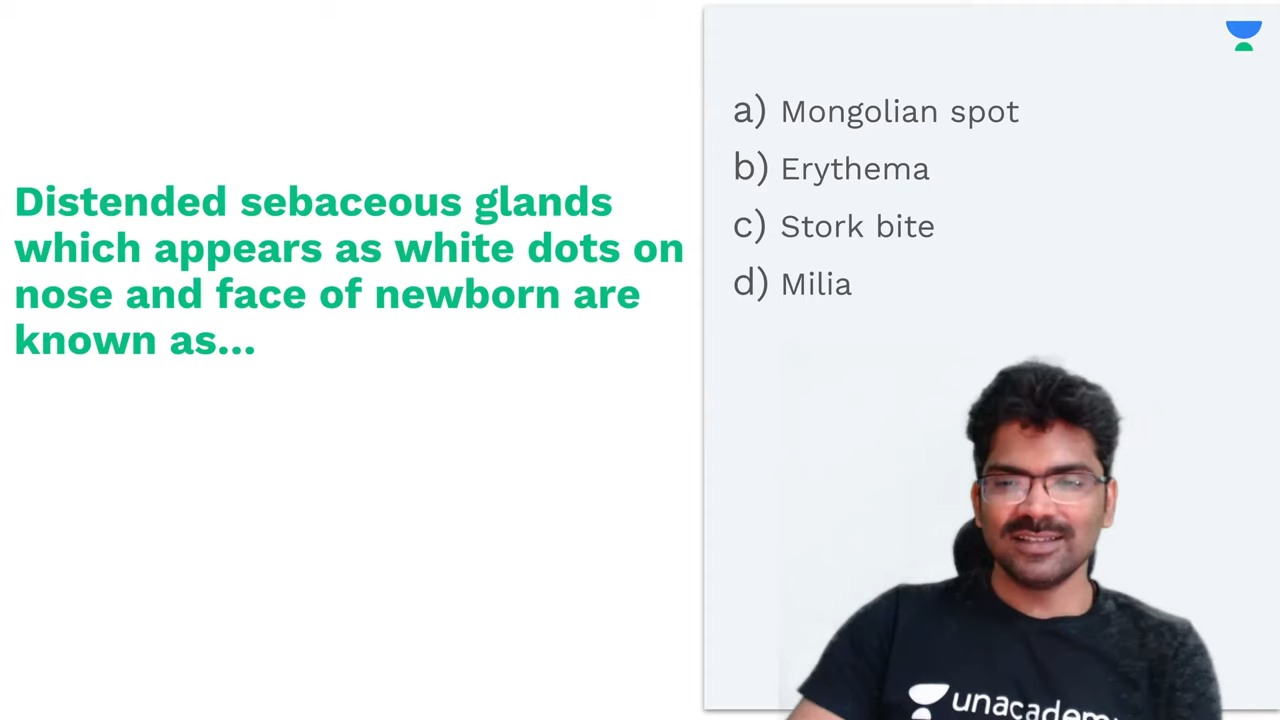 Distended sebaceous glands
which appears as white dots on
nose and face of newborn are
known as...
a) Mongolian spot
b) Erythema
c) Stork bite
d) Milia